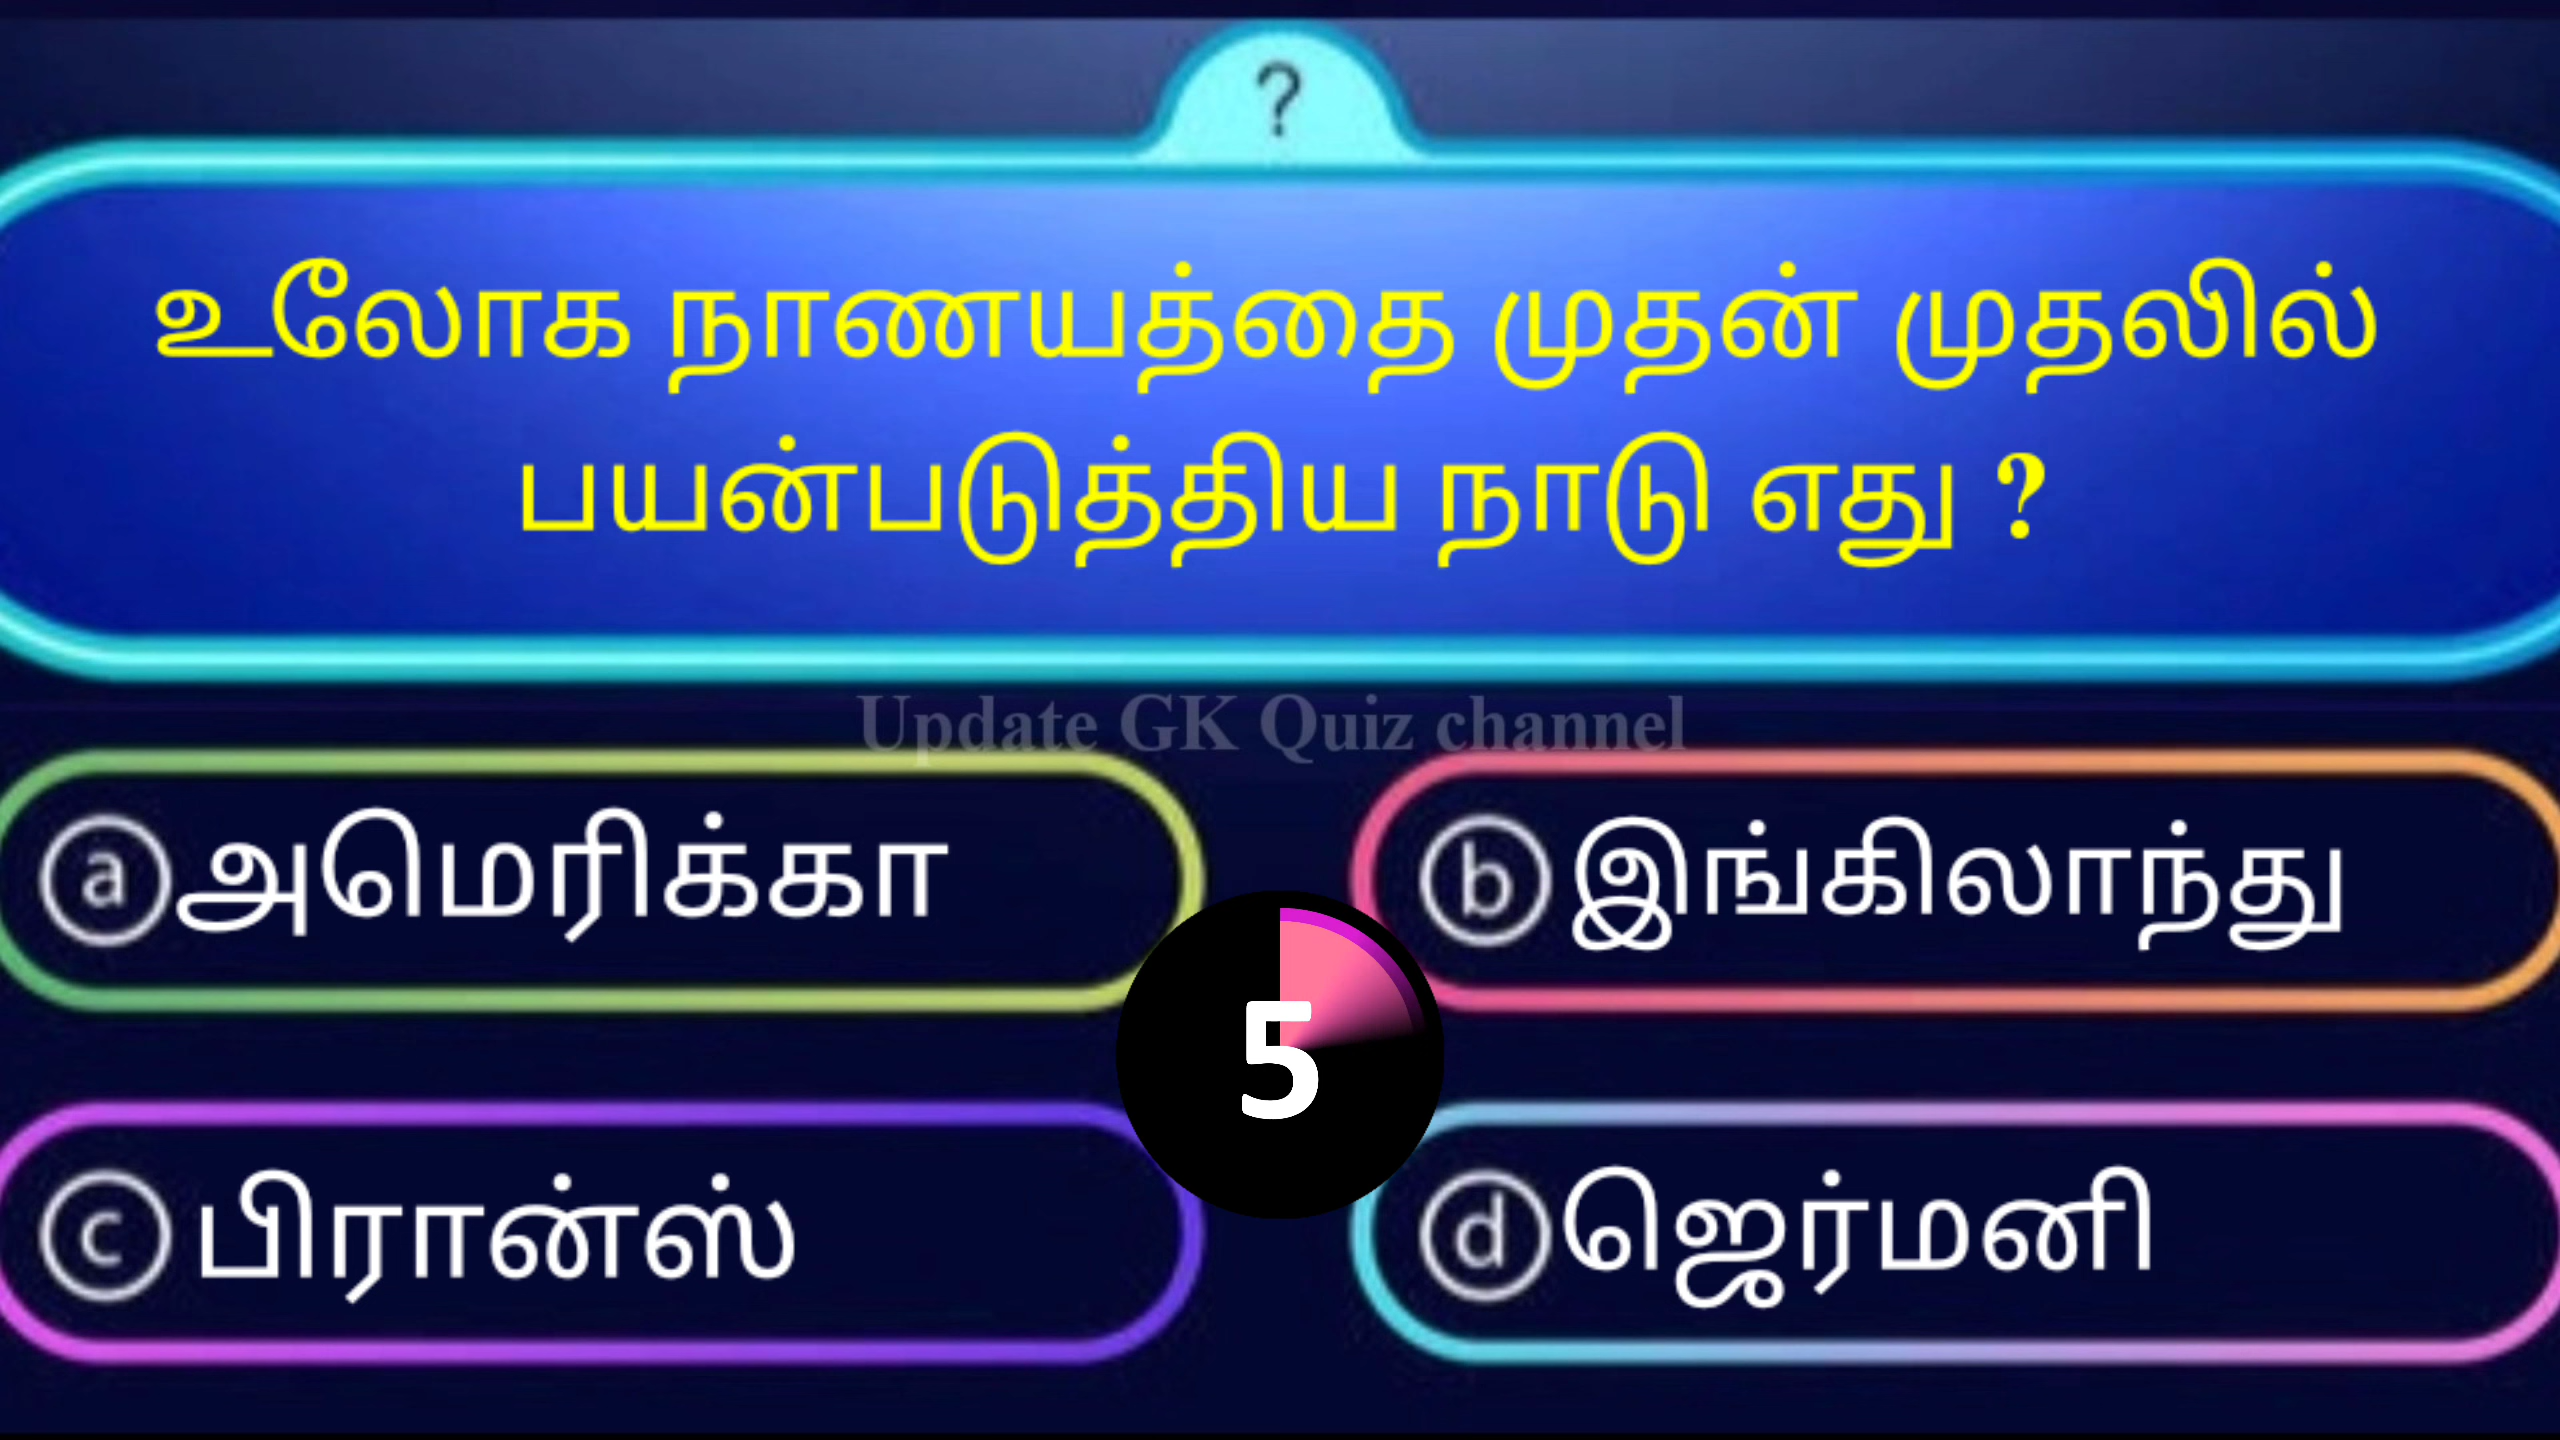 ?
உலோக நாணயத்தை முதன் முதலில்
பயன்படுத்திய நாடு எது ?
Update GK Quiz channel
a அமெரிக்கா
b இங்கிலாந்து
5
c பிரான்ஸ்
d ஜெர்மனி